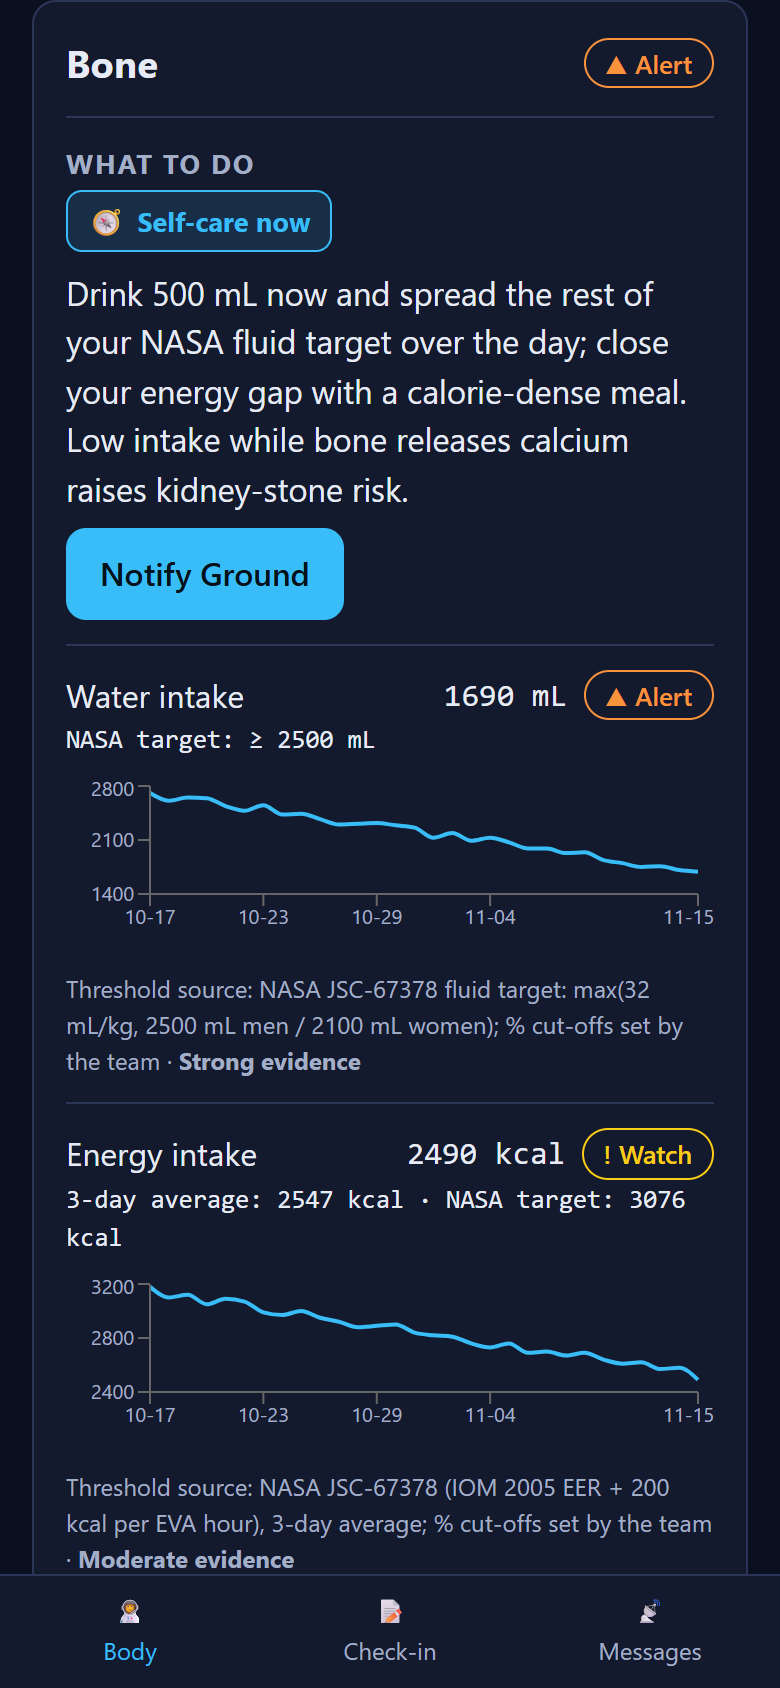 Bone
▲ Alert
WHAT TO DO
Self-care now
Drink 500 mL now and spread the rest of
your NASA fluid target over the day; close
your energy gap with a calorie-dense meal.
Low intake while bone releases calcium
raises kidney-stone risk.
Notify Ground
Water intake 1690 mL ▲ Alert
NASA target: ≥ 2500 mL
2800
2100
1400
10-17 10-23 10-29 11-04 11-15
Threshold source: NASA JSC-67378 fluid target: max(32
mL/kg, 2500 mL men / 2100 mL women); % cut-offs set by
the team · Strong evidence
Energy intake 2490 kcal ! Watch
3-day average: 2547 kcal · NASA target: 3076
kcal
3200
2800
2400
10-17 10-23 10-29 11-04 11-15
Threshold source: NASA JSC-67378 (IOM 2005 EER + 200
kcal per EVA hour), 3-day average; % cut-offs set by the team
· Moderate evidence
Body Check-in Messages